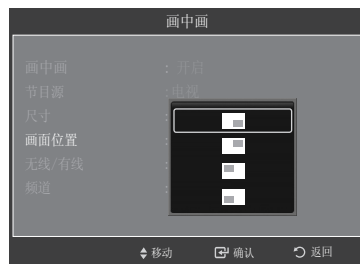 画中画
画中画 : 开启
节目源 :电视
尺寸 :
画面位置 :
无线/有线 :
频道 :
移动 确认 返回